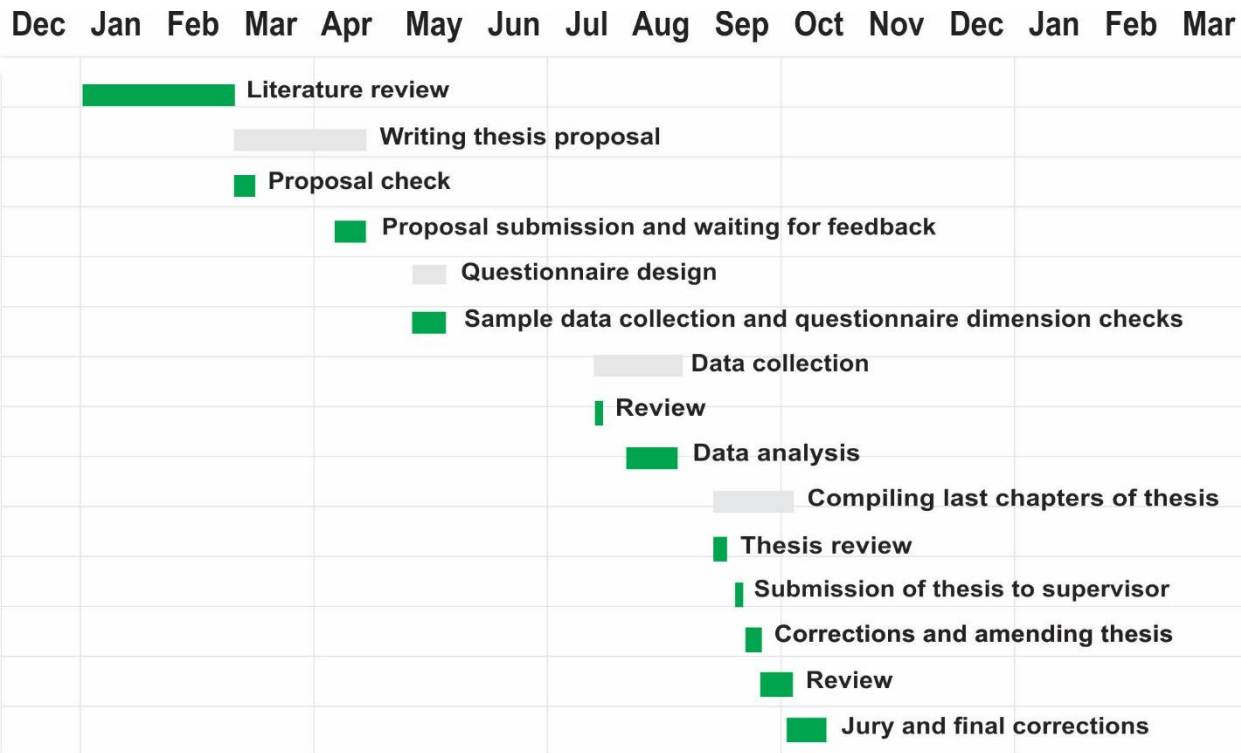 Dec Jan Feb Mar Apr May Jun Jul Aug Sep Oct Nov Dec Jan Feb Mar
Literature review
Writing thesis proposal
Proposal check
Proposal submission and waiting for feedback
Questionnaire design
Sample data collection and questionnaire dimension checks
Data collection
Review
Data analysis
Compiling last chapters of thesis
Thesis review
Submission of thesis to supervisor
Corrections and amending thesis
Review
Jury and final corrections